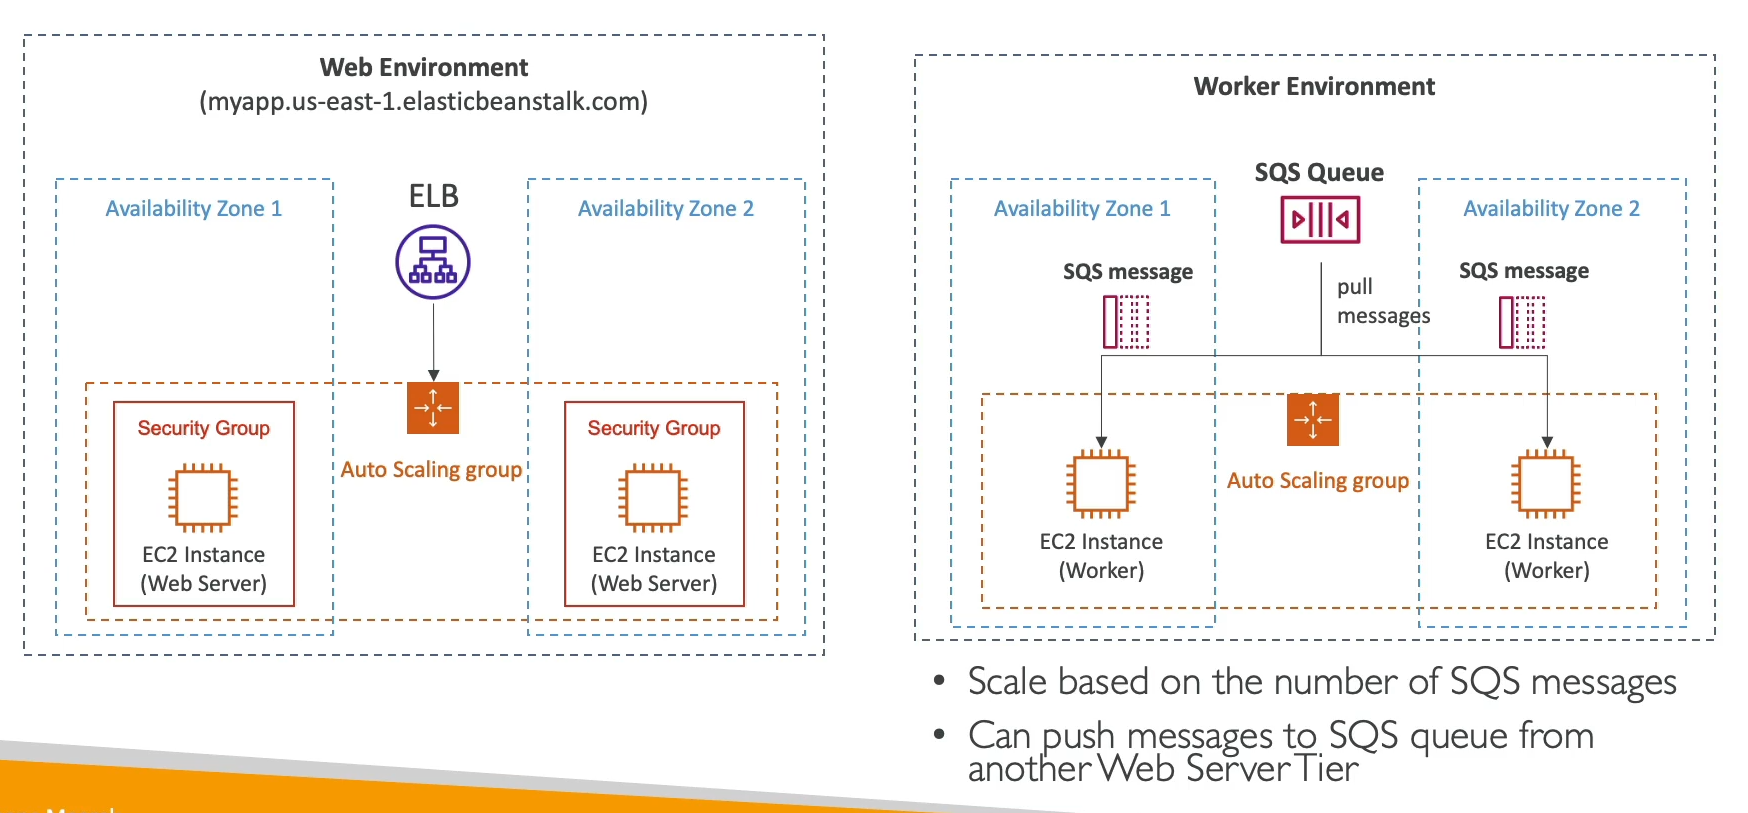 Web Environment
(myapp.us-east-1.elasticbeanstalk.com)
Availability Zone 1
ELB
Availability Zone 2
Security Group
Security Group
Auto Scaling group
EC2 Instance
(Web Server)
EC2 Instance
(Web Server)
Worker Environment
SQS Queue
Availability Zone 1
Availability Zone 2
SQS message
SQS message
pull
messages
Auto Scaling group
EC2 Instance
(Worker)
EC2 Instance
(Worker)
• Scale based on the number of SQS messages
• Can push messages to SQS queue from
another Web Server Tier